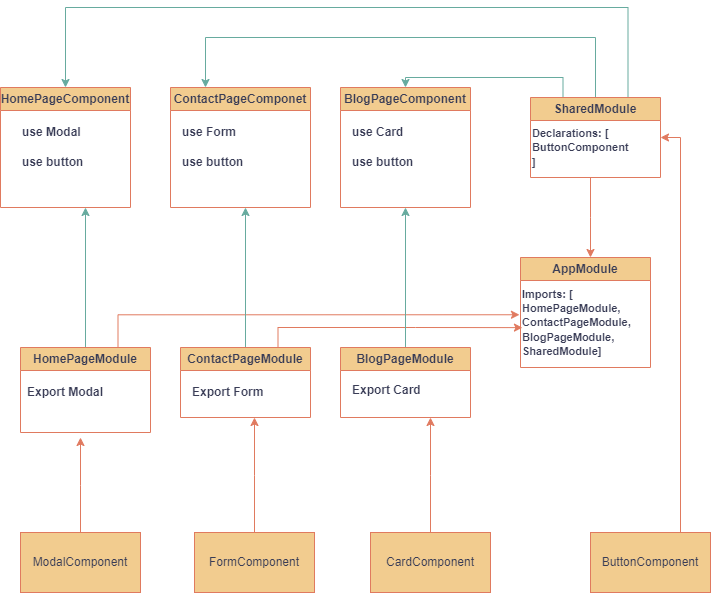 HomePageComponent
use Modal
use button
ContactPageComponet
use Form
use button
BlogPageComponent
use Card
use button
SharedModule
Declarations: [
ButtonComponent
]
AppModule
Imports: [
HomePageModule,
ContactPageModule,
BlogPageModule,
SharedModule]
HomePageModule
Export Modal
ContactPageModule
Export Form
BlogPageModule
Export Card
ModalComponent
FormComponent
CardComponent
ButtonComponent